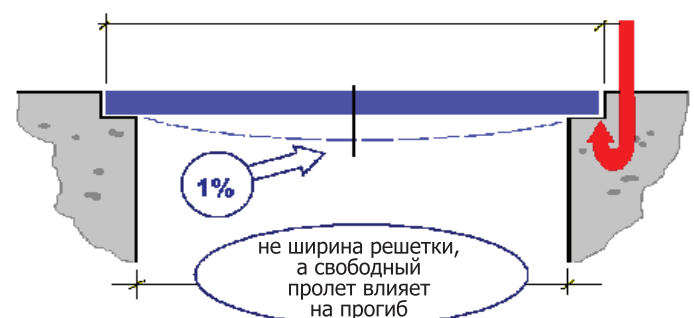 1%
не ширина решетки,
а свободный
пролет влияет
на прогиб